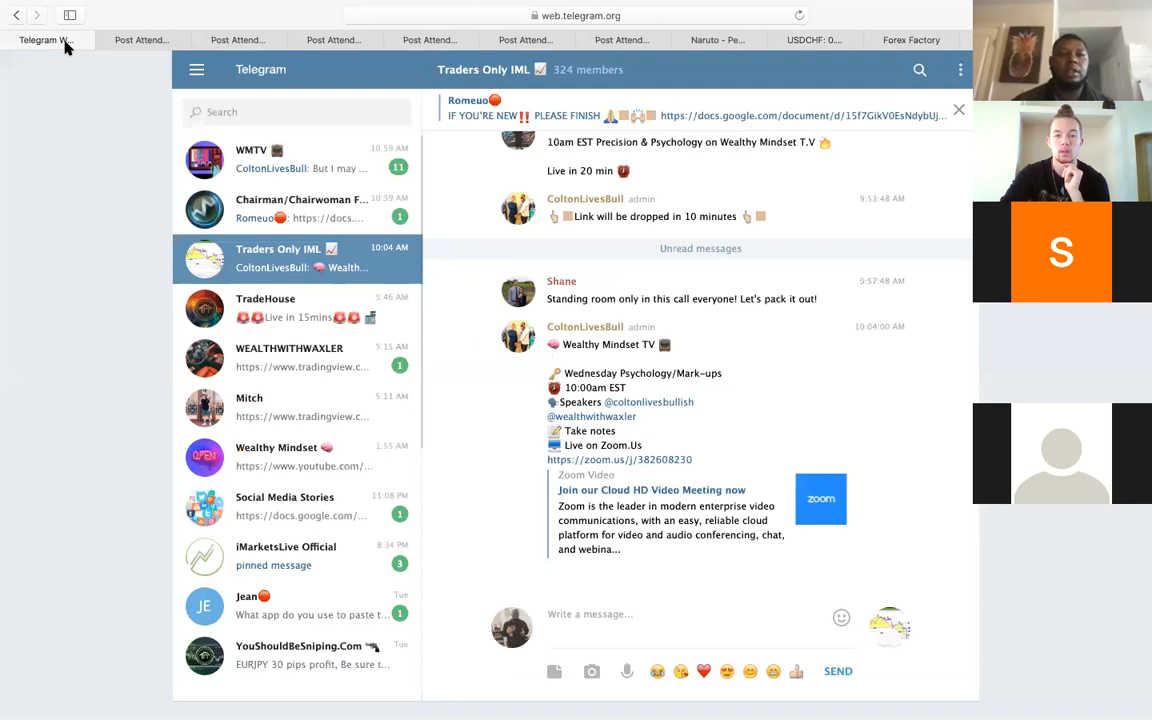 web.telegram.org
Telegram W...
Post Attend...
Post Attend...
Post Attend...
Post Attend...
Post Attend...
Post Attend...
Naruto - Pe...
USDCHF: 0....
Forex Factory
Telegram
Traders Only IML 📈 324 members
Search
WMTV 10:59 AM
ColtonLivesBull: But I may ... 11
Chairman/Chairwoman F... 10:39 AM
Romeuo🔴: https://docs.... 1
Traders Only IML 📈 10:04 AM
ColtonLivesBull: 🧠 Wealth...
TradeHouse 5:46 AM
🚨🚨Live in 15mins🚨🚨
WEALTHWITHWAXLER 5:15 AM
https://www.tradingview.c... 1
Mitch 5:11 AM
https://www.tradingview.c...
Wealthy Mindset 🧠 1:55 AM
https://www.youtube.com/...
Social Media Stories 11:08 PM
https://docs.google.com/... 1
iMarketsLive Official 8:34 PM
pinned message 3
JE
Jean🔴 Tue
What app do you use to paste t... 1
YouShouldBeSniping.Com 🔫 Tue
EURJPY 30 pips profit, Be sure t...
Romeuo🔴
IF YOU'RE NEW‼️ PLEASE FINISH 🙏🙌 https://docs.google.com/document/d/15f7GikV0EsNdybUj...
10am EST Precision & Psychology on Wealthy Mindset T.V 🔥
Live in 20 min ⏰
ColtonLivesBull admin 9:53:48 AM
👆Link will be dropped in 10 minutes 👆
Unread messages
Shane 9:57:48 AM
Standing room only in this call everyone! Let's pack it out!
ColtonLivesBull admin 10:04:00 AM
🧠 Wealthy Mindset TV
🔑 Wednesday Psychology/Mark-ups
⏰ 10:00am EST
🗣Speakers @coltonlivesbullish
@wealthwithwaxler
📝 Take notes
💻 Live on Zoom.Us
https://zoom.us/j/382608230
Zoom Video
Join our Cloud HD Video Meeting now
Zoom is the leader in modern enterprise video
communications, with an easy, reliable cloud
platform for video and audio conferencing, chat,
and webina...
zoom
Write a message...
SEND
S